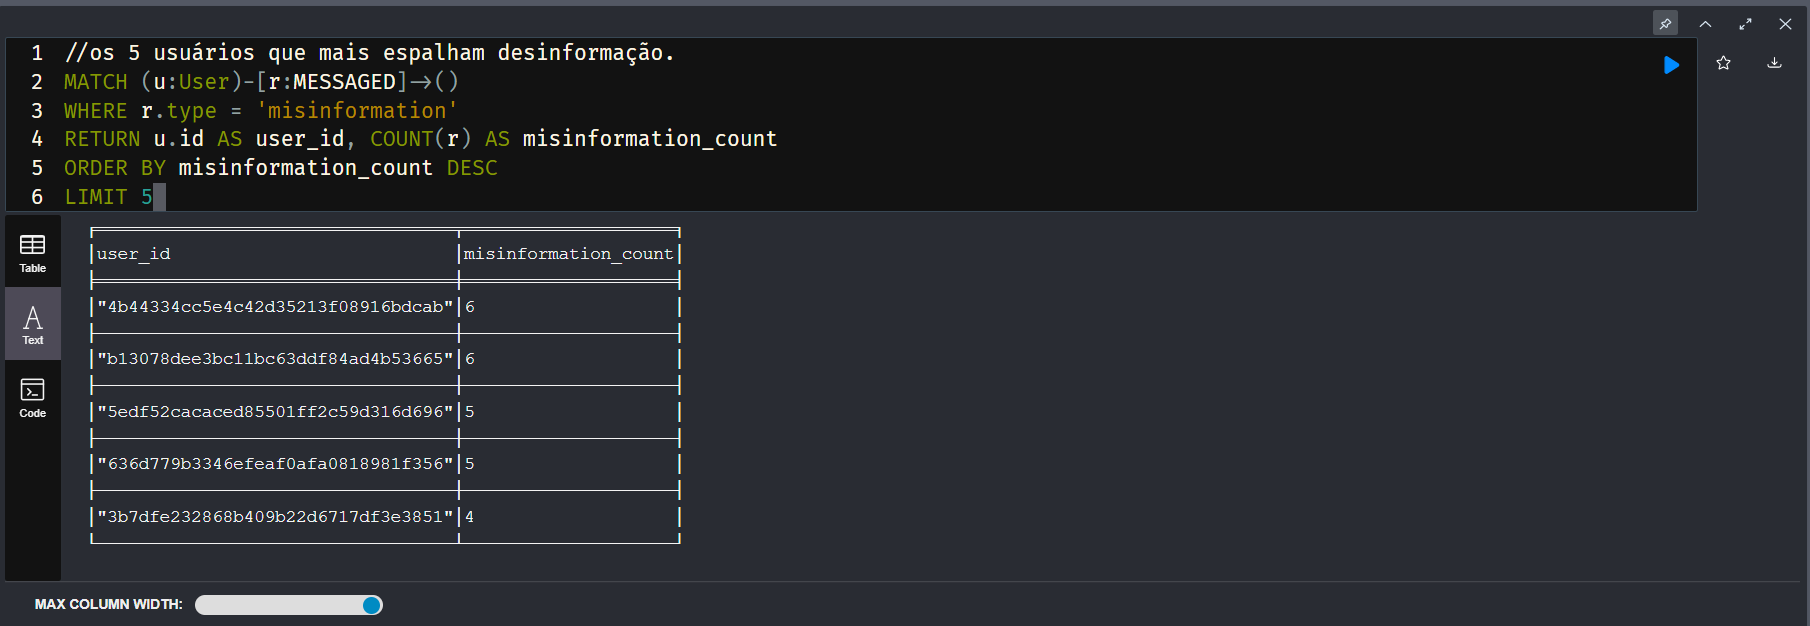 1 //os 5 usuários que mais espalham desinformação.
2 MATCH (u:User)-[r:MESSAGED]→()
3 WHERE r.type = 'misinformation'
4 RETURN u.id AS user_id, COUNT(r) AS misinformation_count
5 ORDER BY misinformation_count DESC
6 LIMIT 5
Table
Text
Code
user_id misinformation_count
"4b44334cc5e4c42d35213f08916bdcab" 6
"b13078dee3bc11bc63ddf84ad4b53665" 6
"5edf52cacaced85501ff2c59d316d696" 5
"636d779b3346efeaf0afa0818981f356" 5
"3b7dfe232868b409b22d6717df3e3851" 4
MAX COLUMN WIDTH: